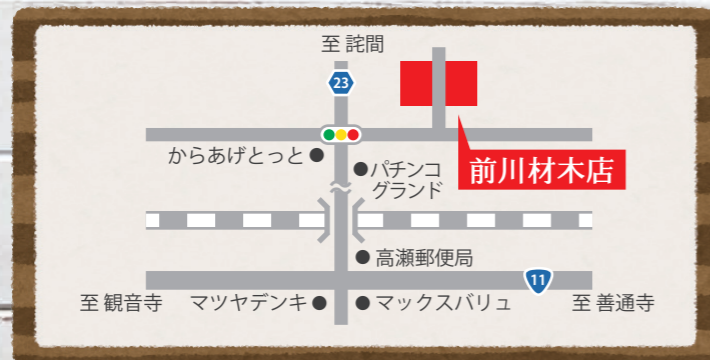 至 詫間
23
からあげとっと
パチンコ
グランド
前川材木店
高瀬郵便局
11
至 観音寺
マツヤデンキ
マックスバリュ
至 善通寺